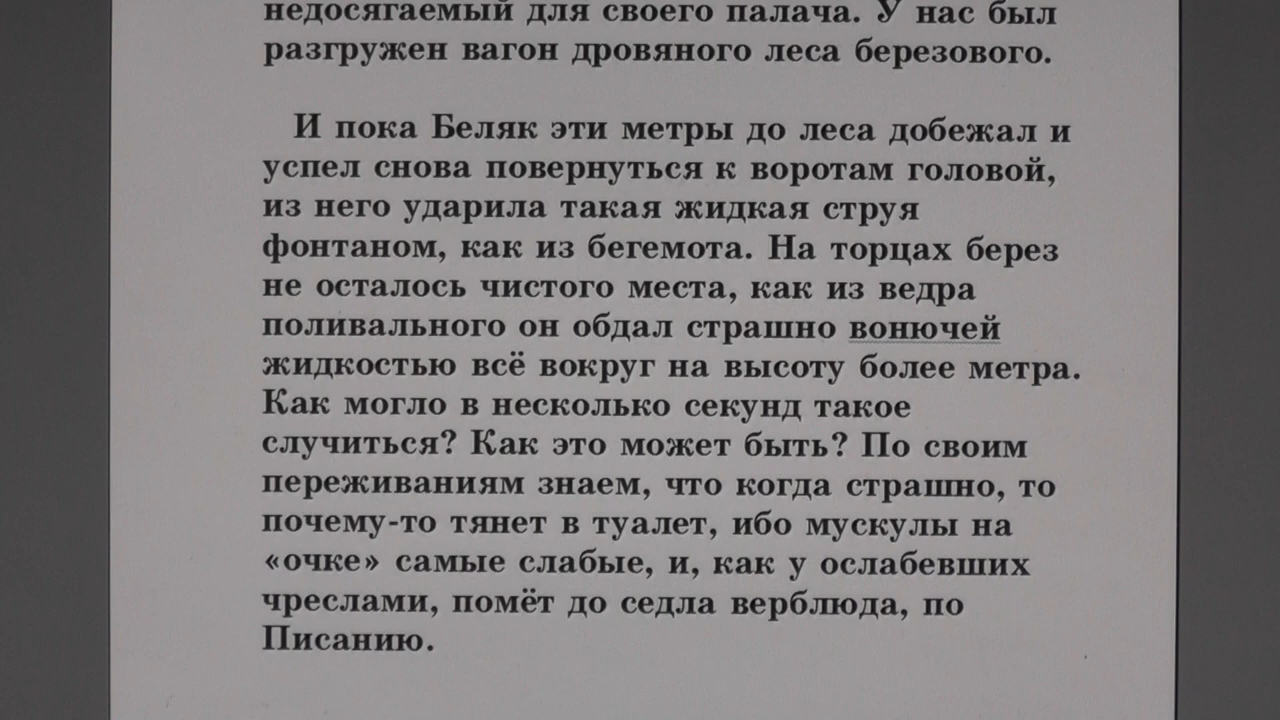 недосягаемый для своего палача. У нас был
разгружен вагон дровяного леса березового.
И пока Беляк эти метры до леса добежал и
успел снова повернуться к воротам головой,
из него ударила такая жидкая струя
фонтаном, как из бегемота. На торцах берез
не осталось чистого места, как из ведра
поливального он обдал страшно вонючей
жидкостью всё вокруг на высоту более метра.
Как могло в несколько секунд такое
случиться? Как это может быть? По своим
переживаниям знаем, что когда страшно, то
почему-то тянет в туалет, ибо мускулы на
«очке» самые слабые, и, как у ослабевших
чреслами, помёт до седла верблюда, по
Писанию.